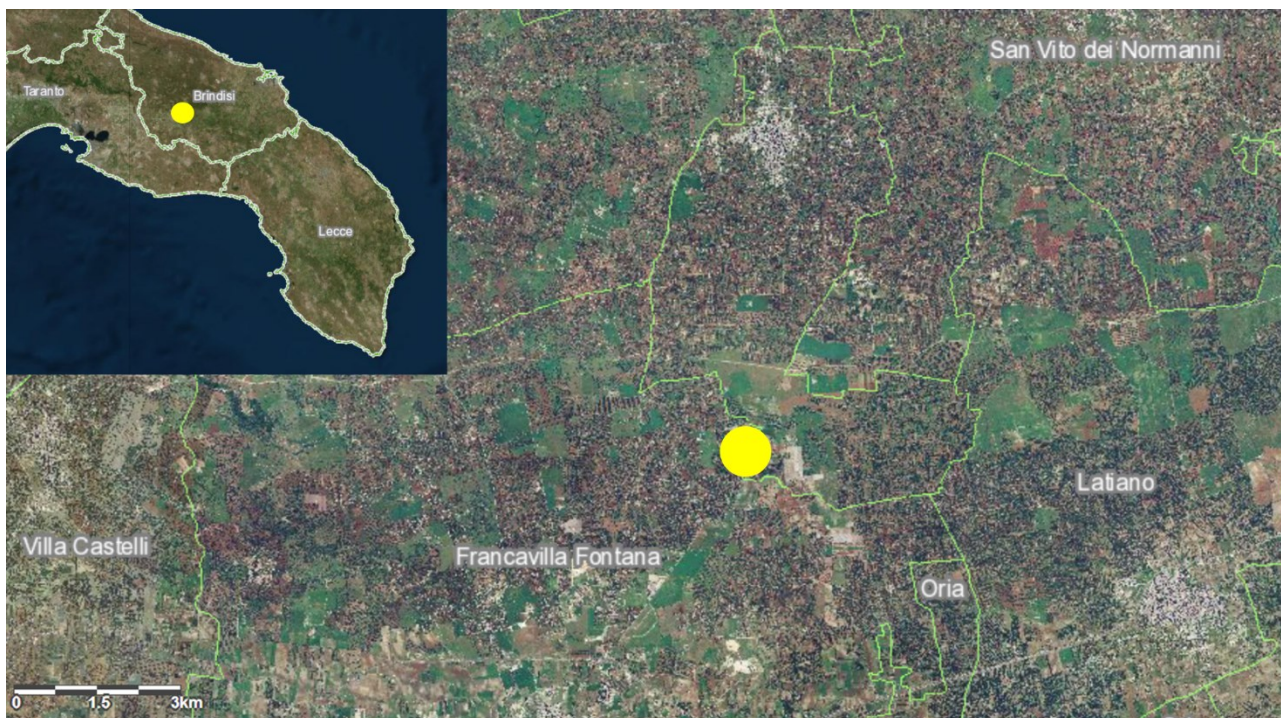 San Vito dei Normanni
Taranto
Brindisi
Lecce
Latiano
Villa Castelli
Francavilla Fontana
Oria
0 1.5 3km